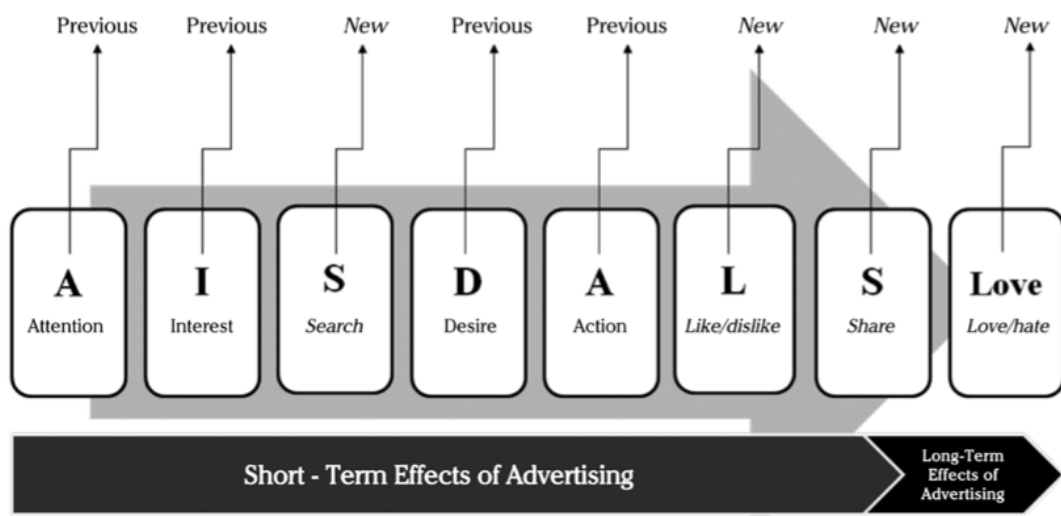 Previous Previous New Previous Previous New New New
A I S D A L S Love
Attention Interest Search Desire Action Like/dislike Share Love/hate
Short - Term Effects of Advertising
Long-Term
Effects of
Advertising